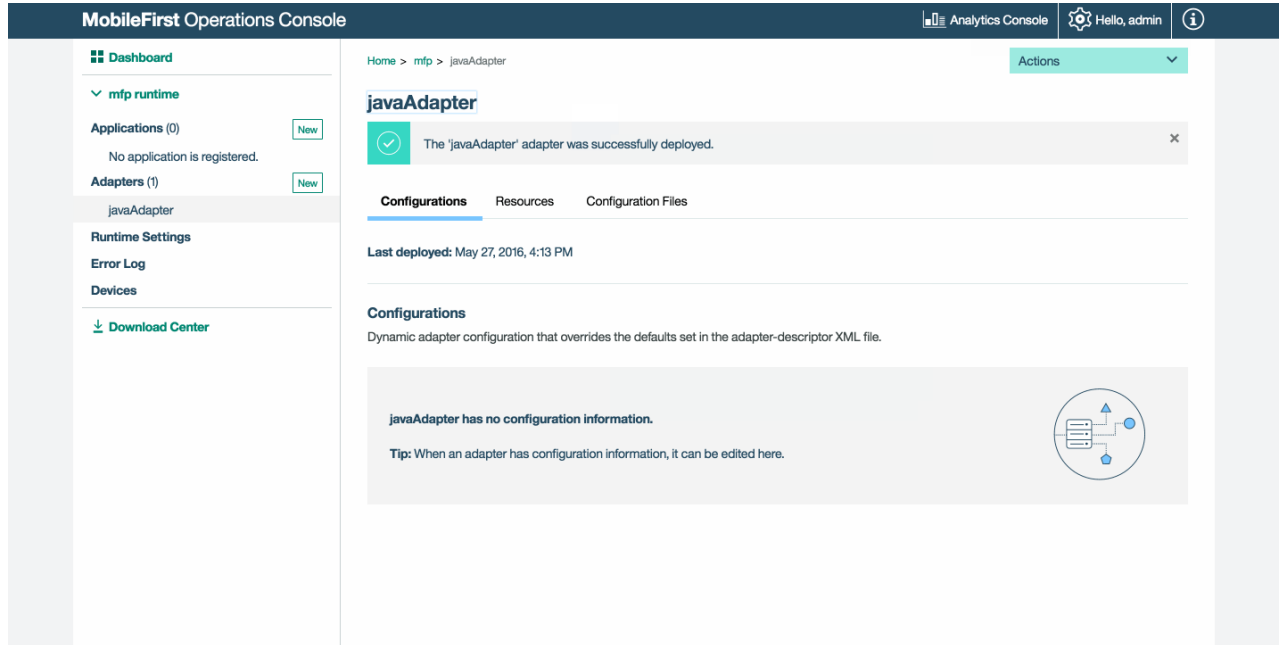 MobileFirst Operations Console
Analytics Console
Hello, admin
Dashboard
mfp runtime
Applications (0)
New
No application is registered.
Adapters (1)
New
javaAdapter
Runtime Settings
Error Log
Devices
Download Center
Home > mfp > javaAdapter
Actions
javaAdapter
The 'javaAdapter' adapter was successfully deployed.
Configurations
Resources
Configuration Files
Last deployed: May 27, 2016, 4:13 PM
Configurations
Dynamic adapter configuration that overrides the defaults set in the adapter-descriptor XML file.
javaAdapter has no configuration information.
Tip: When an adapter has configuration information, it can be edited here.